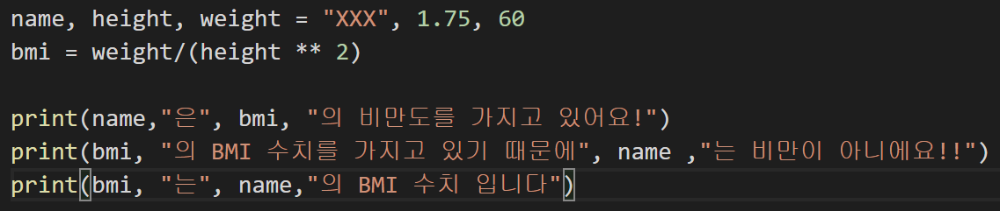 name, height, weight = "XXX", 1.75, 60
bmi = weight/(height ** 2)
print(name,"은", bmi, "의 비만도를 가지고 있어요!")
print(bmi, "의 BMI 수치를 가지고 있기 때문에", name ,"는 비만이 아니에요!!")
print(bmi, "는", name,"의 BMI 수치 입니다")